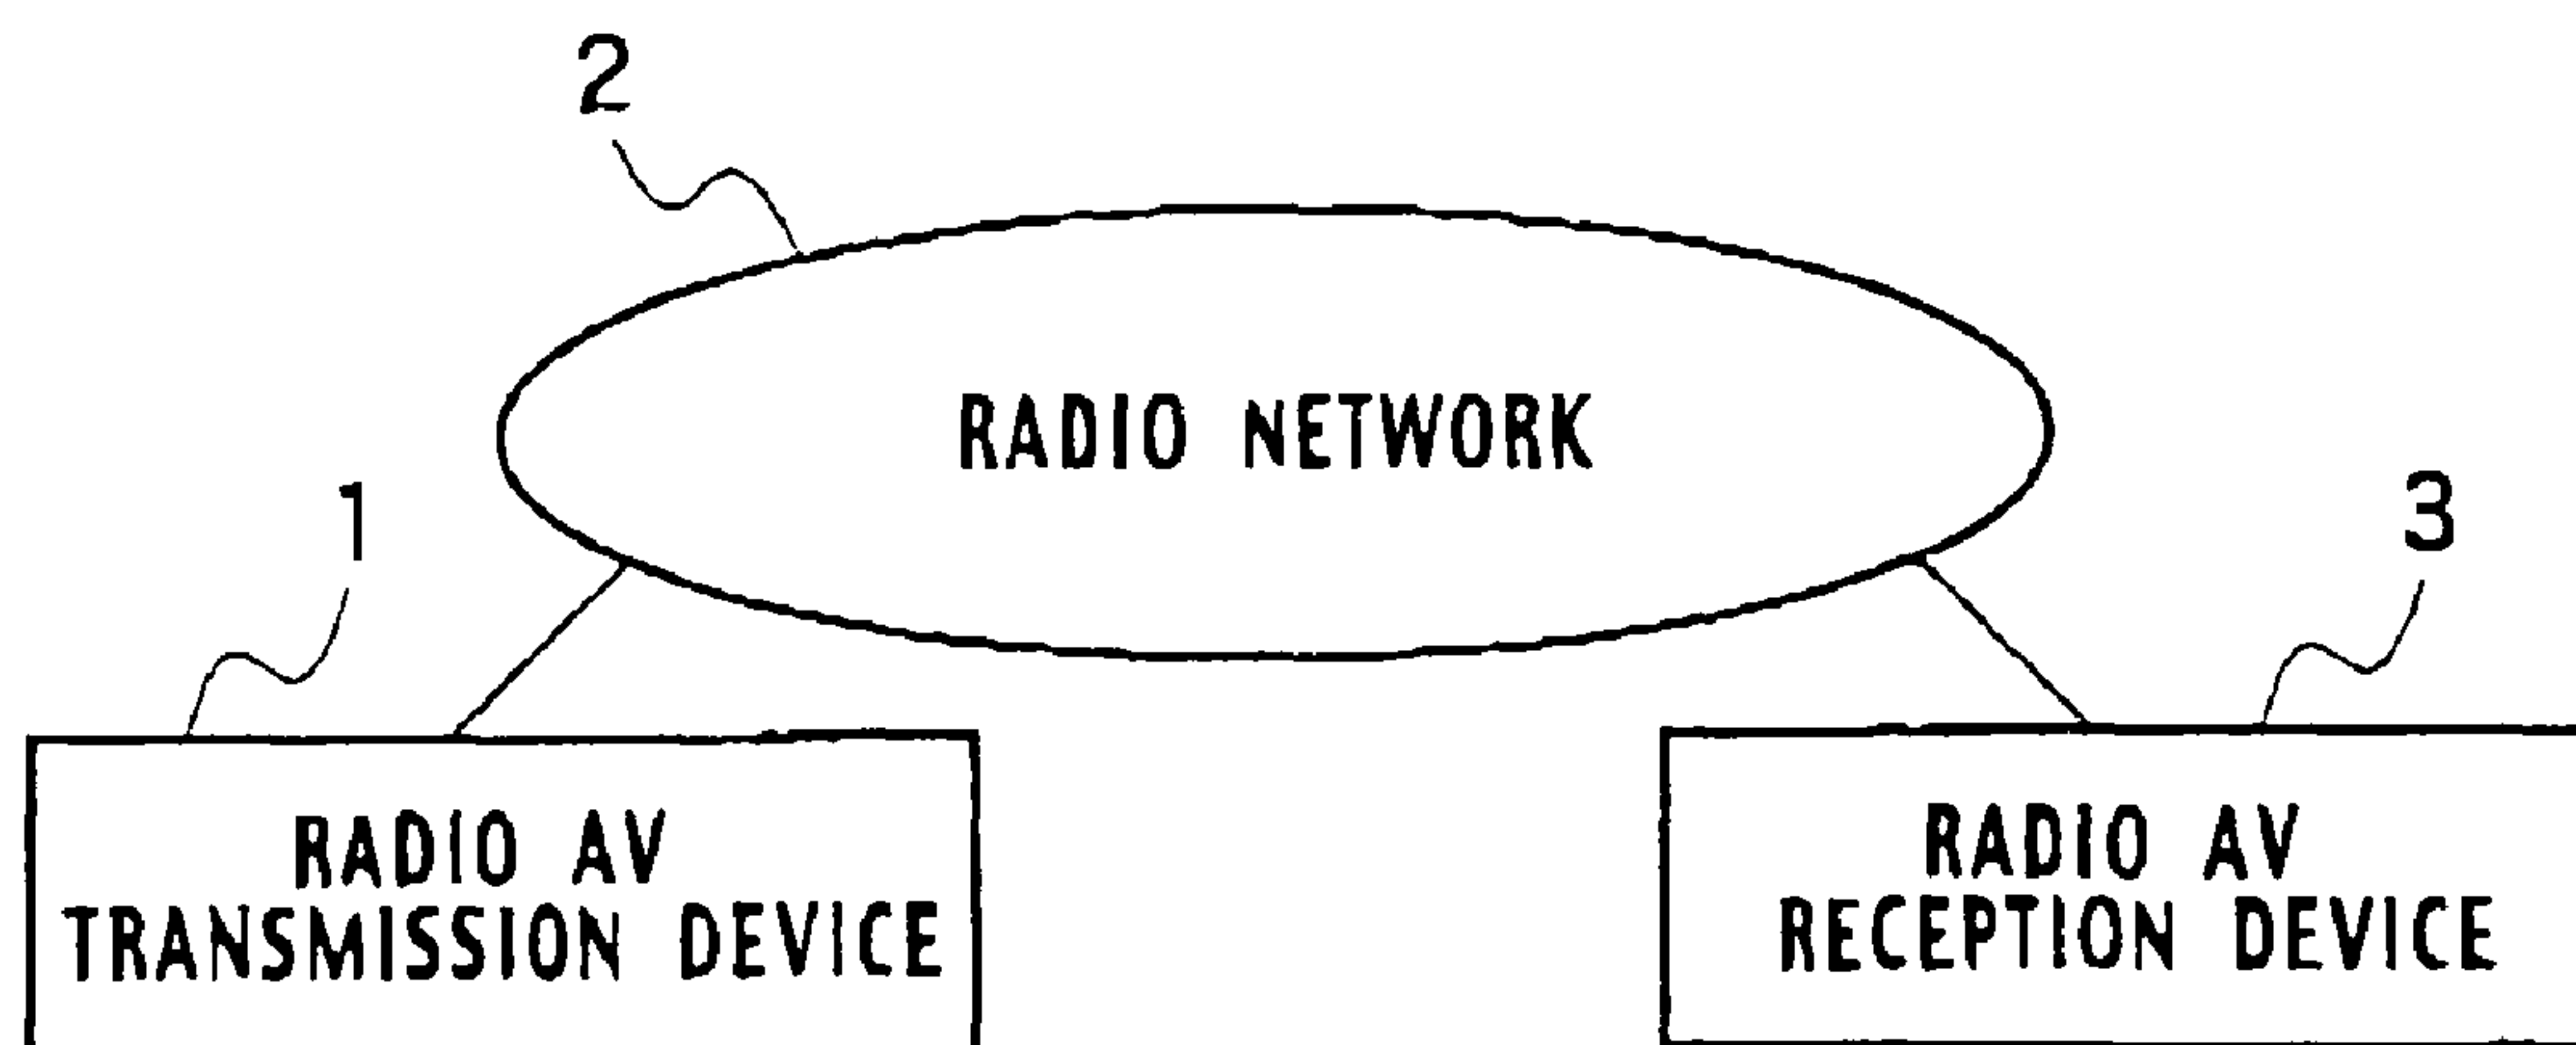 2
RADIO NETWORK
1
3
RADIO AV
TRANSMISSION DEVICE
RADIO AV
RECEPTION DEVICE